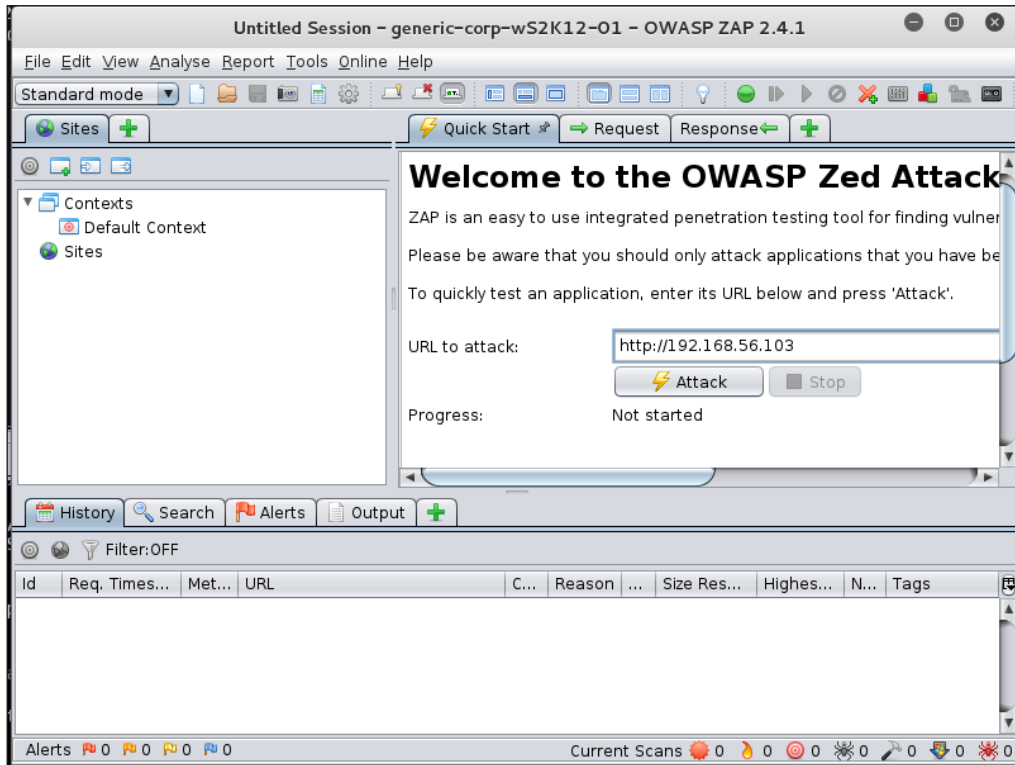 Untitled Session - generic-corp-wS2K12-O1 - OWASP ZAP 2.4.1
File Edit View Analyse Report Tools Online Help
Standard mode
Sites
Quick Start
Request
Response
Welcome to the OWASP Zed Attack
Contexts
ZAP is an easy to use integrated penetration testing tool for finding vulner
Default Context
Sites
Please be aware that you should only attack applications that you have be
To quickly test an application, enter its URL below and press 'Attack'.
URL to attack: http://192.168.56.103
Attack Stop
Progress: Not started
History Search Alerts Output
Filter:OFF
Id Req. Times... Met... URL C... Reason ... Size Res... Highes... N... Tags
Alerts 0 0 0 0 Current Scans 0 0 0 0 0 0 0